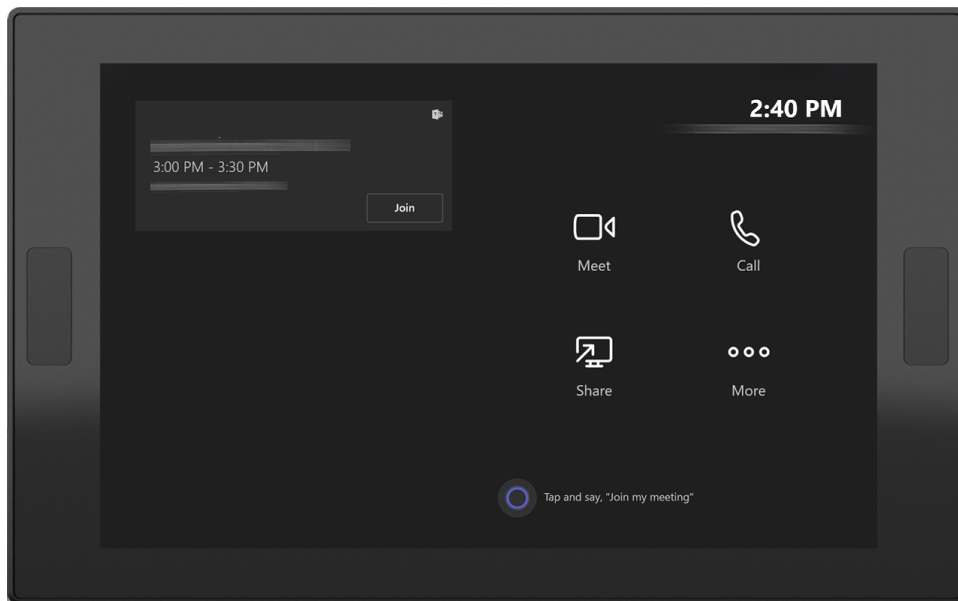 2:40 PM
3:00 PM - 3:30 PM
Join
Meet
Call
Share
More
Tap and say, "Join my meeting"